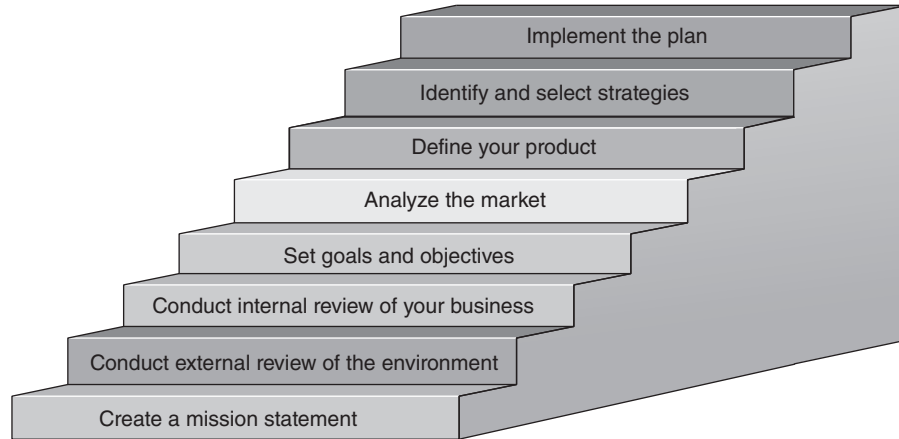 Implement the plan
Identify and select strategies
Define your product
Analyze the market
Set goals and objectives
Conduct internal review of your business
Conduct external review of the environment
Create a mission statement